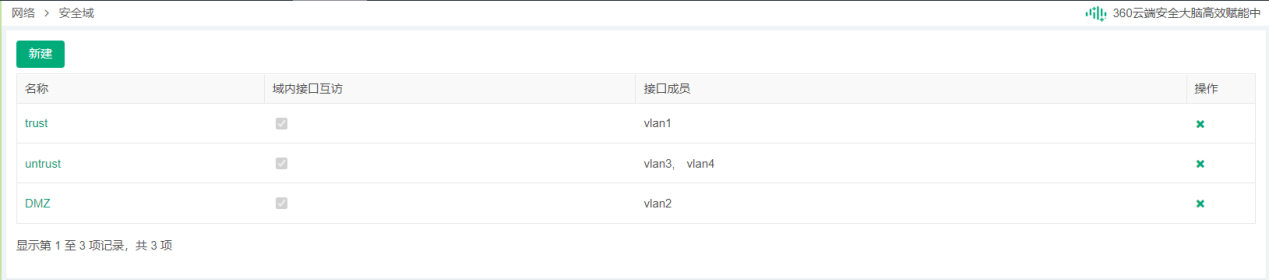 网络 > 安全域
360云端安全大脑高效赋能中
新建
名称 域内接口互访 接口成员 操作
trust vlan1
untrust vlan3, vlan4
DMZ vlan2
显示第 1 至 3 项记录，共 3 项